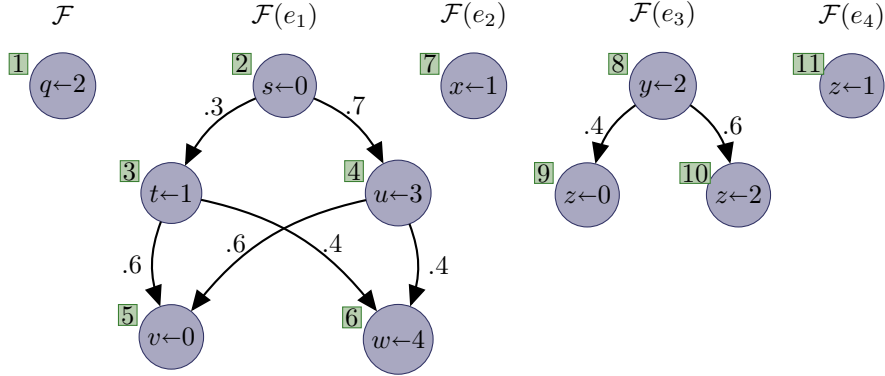 𝓕 𝓕(e₁) 𝓕(e₂) 𝓕(e₃) 𝓕(e₄)
1 q←2
2 s←0
7 x←1
8 y←2
11 z←1
.3 .7 .4 .6
3 t←1
4 u←3
9 z←0
10 z←2
.6 .6 .4 .4
5 v←0
6 w←4